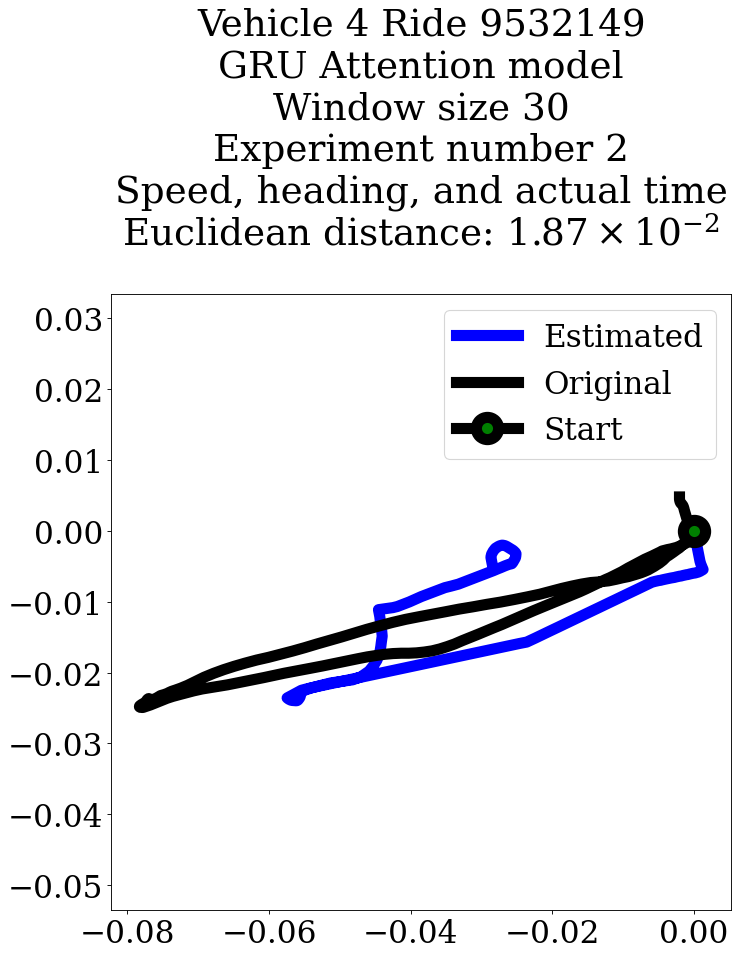 Vehicle 4 Ride 9532149
GRU Attention model
Window size 30
Experiment number 2
Speed, heading, and actual time
Euclidean distance: 1.87 × 10⁻²
Estimated
Original
Start
0.03
0.02
0.01
0.00
−0.01
−0.02
−0.03
−0.04
−0.05
−0.08 −0.06 −0.04 −0.02 0.00